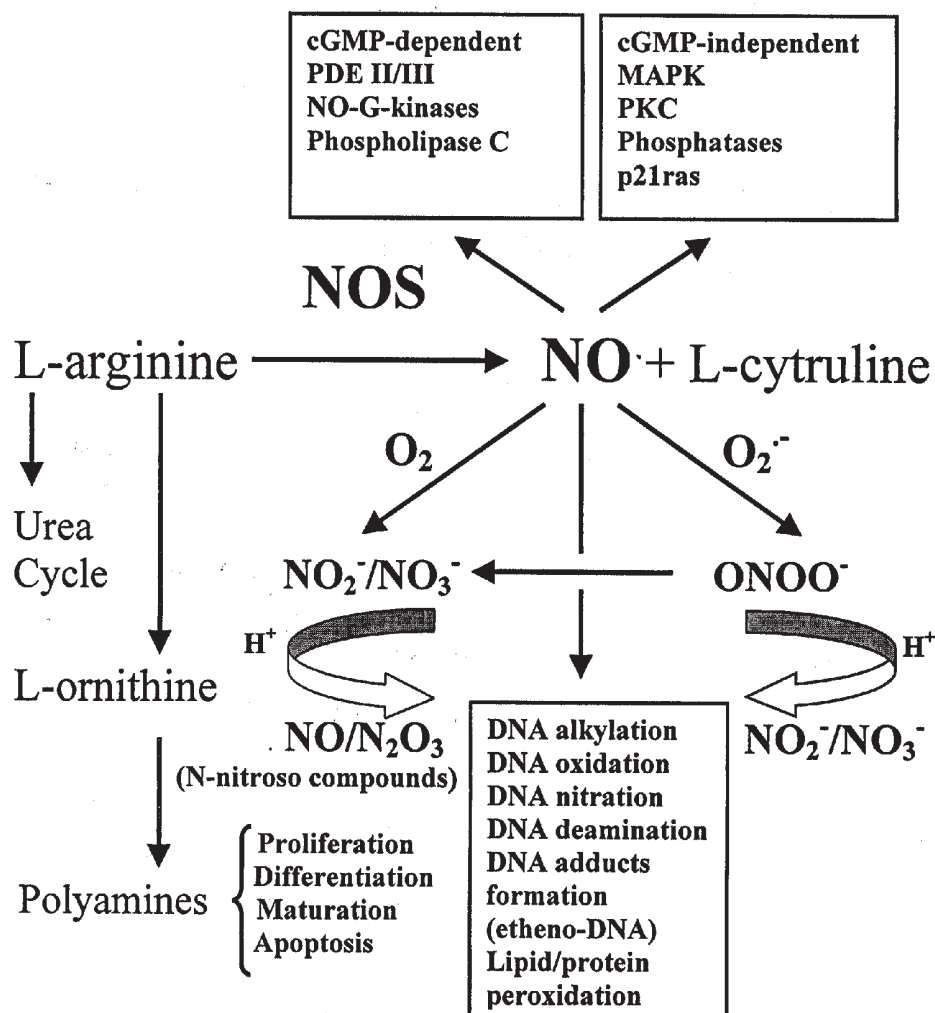 cGMP-dependent
PDE II/III
NO-G-kinases
Phospholipase C
cGMP-independent
MAPK
PKC
Phosphatases
p21ras
NOS
L-arginine
NO· + L-cytruline
O₂
O₂·⁻
Urea
Cycle
NO₂⁻/NO₃⁻
ONOO⁻
H⁺
H⁺
L-ornithine
NO/N₂O₃
(N-nitroso compounds)
NO₂⁻/NO₃⁻
DNA alkylation
DNA oxidation
DNA nitration
DNA deamination
DNA adducts
formation
(etheno-DNA)
Lipid/protein
peroxidation
Polyamines
Proliferation
Differentiation
Maturation
Apoptosis